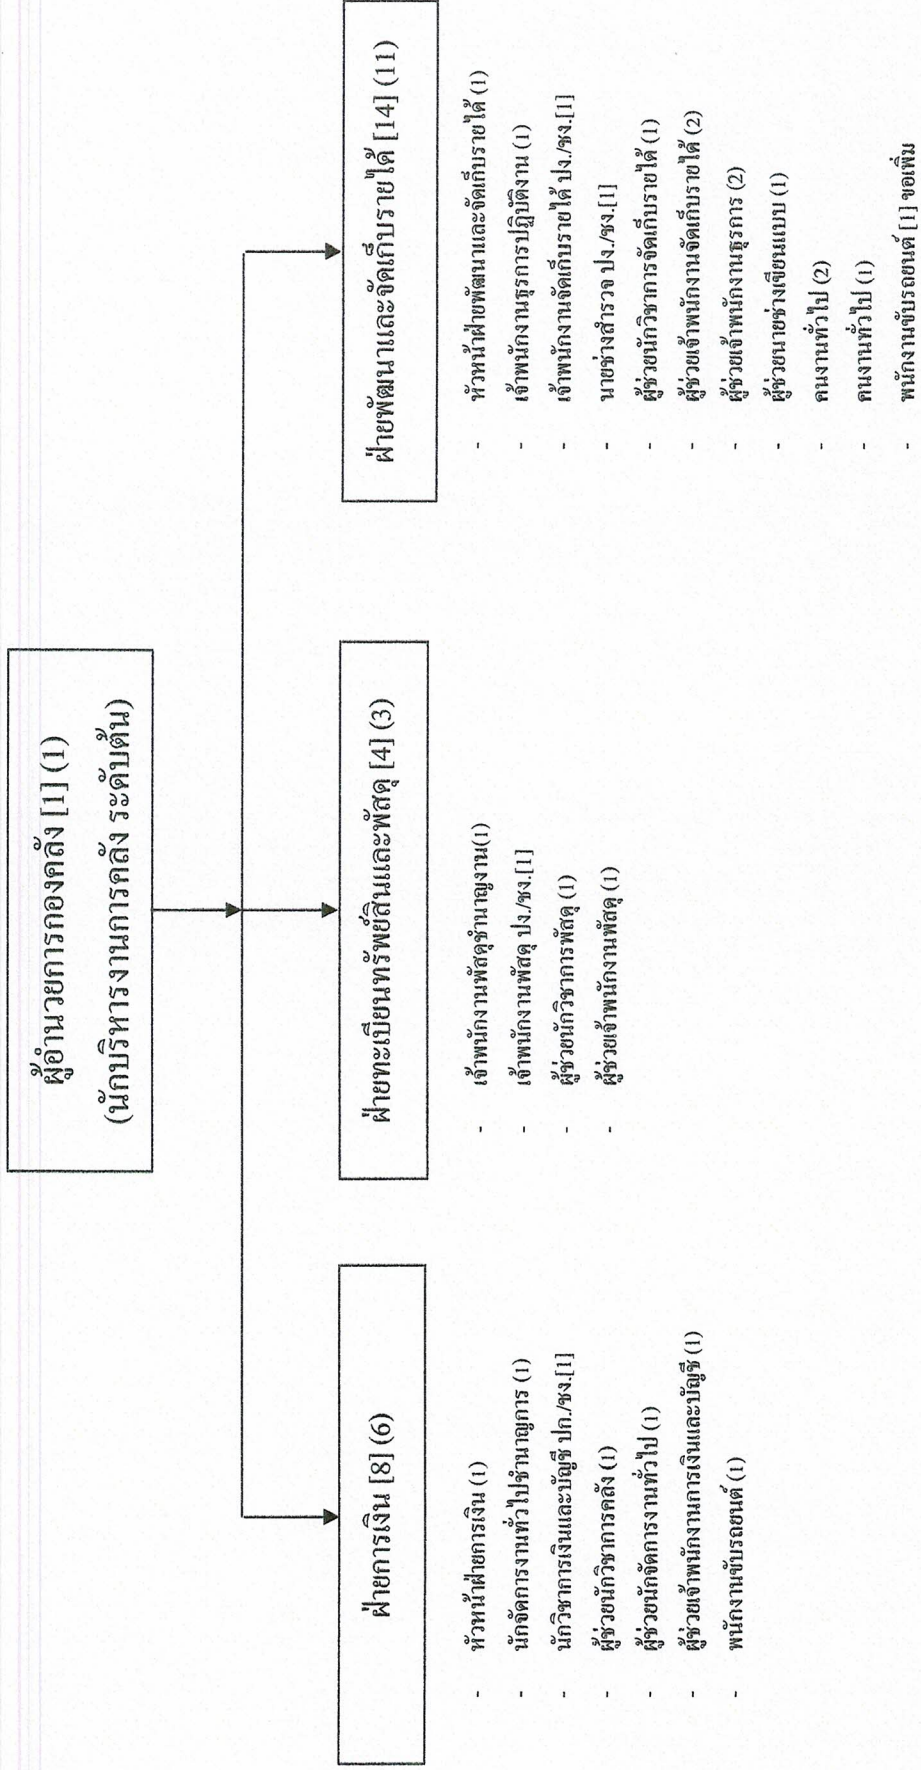 ผู้อำนวยการกองคลัง [1] (1)
(นักบริหารงานการคลัง ระดับต้น)
ฝ่ายการเงิน [8] (6)
- หัวหน้าฝ่ายการเงิน (1)
- นักจัดการงานทั่วไปชำนาญการ (1)
- นักวิชาการเงินและบัญชี ปก./ชง.[1]
- ผู้ช่วยนักวิชาการคลัง (1)
- ผู้ช่วยนักจัดการงานทั่วไป (1)
- ผู้ช่วยเจ้าพนักงานการเงินและบัญชี (1)
- พนักงานขับรถยนต์ (1)
ฝ่ายทะเบียนทรัพย์สินและพัสดุ [4] (3)
- เจ้าพนักงานพัสดุชำนาญงาน(1)
- เจ้าพนักงานพัสดุ ปง./ชง.[1]
- ผู้ช่วยนักวิชาการพัสดุ (1)
- ผู้ช่วยเจ้าพนักงานพัสดุ (1)
ฝ่ายพัฒนาและจัดเก็บรายได้ [14] (11)
- หัวหน้าฝ่ายพัฒนาและจัดเก็บรายได้ (1)
- เจ้าพนักงานธุรการปฏิบัติงาน (1)
- เจ้าพนักงานจัดเก็บรายได้ ปง./ชง.[1]
- นายช่างสำรวจ ปง./ชง.[1]
- ผู้ช่วยนักวิชาการจัดเก็บรายได้ (1)
- ผู้ช่วยเจ้าพนักงานจัดเก็บรายได้ (2)
- ผู้ช่วยเจ้าพนักงานธุรการ (2)
- ผู้ช่วยนายช่างเขียนแบบ (1)
- คนงานทั่วไป (2)
- คนงานทั่วไป (1)
- พนักงานขับรถยนต์ [1] ขอเพิ่ม